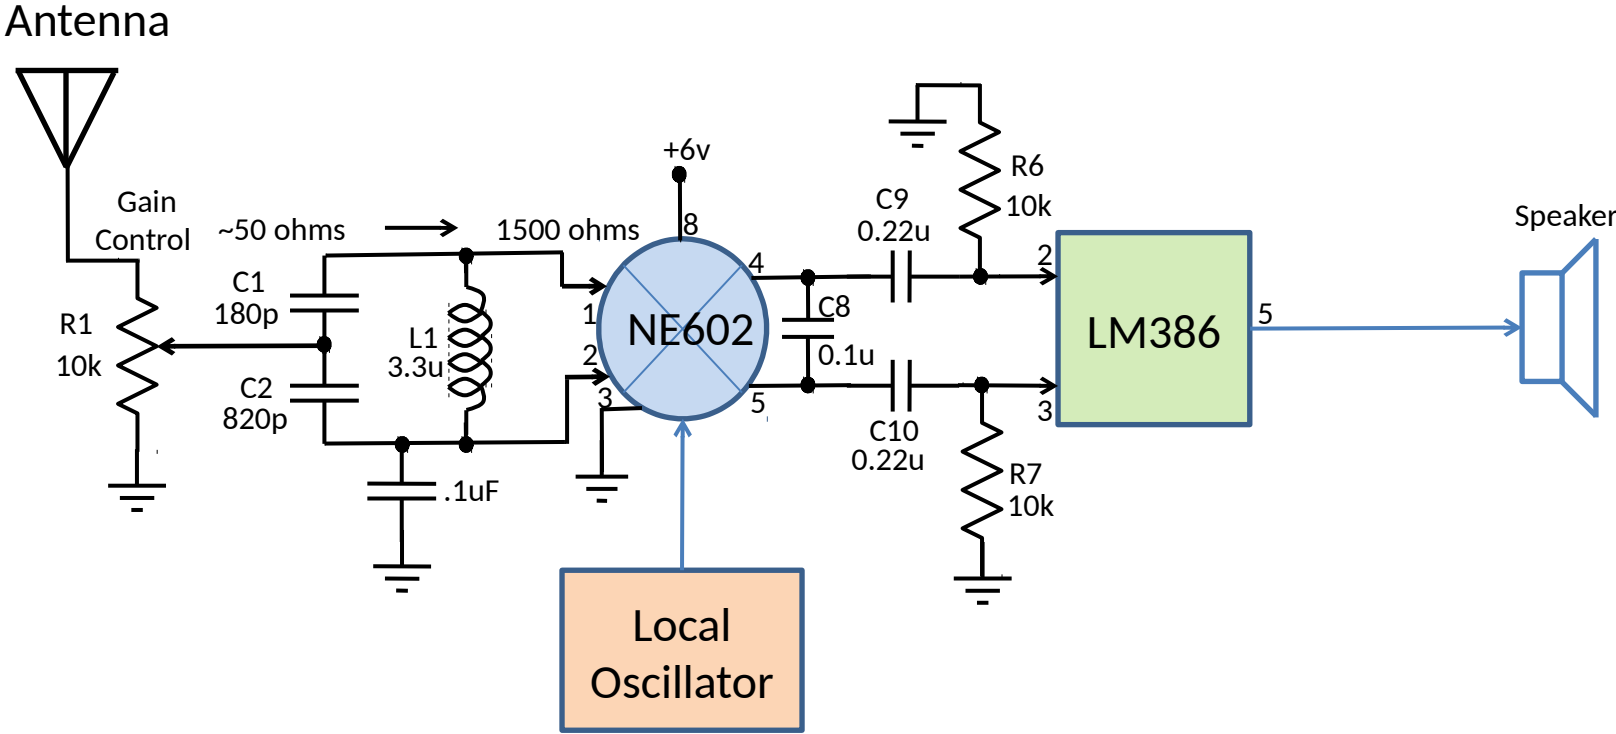 Antenna
Gain
Control
R1
10k
~50 ohms
1500 ohms
C1
180p
C2
820p
L1
3.3u
.1uF
+6v
8
1
2
3
4
5
NE602
Local
Oscillator
C8
0.1u
C9
0.22u
C10
0.22u
R6
10k
R7
10k
2
3
LM386
5
Speaker